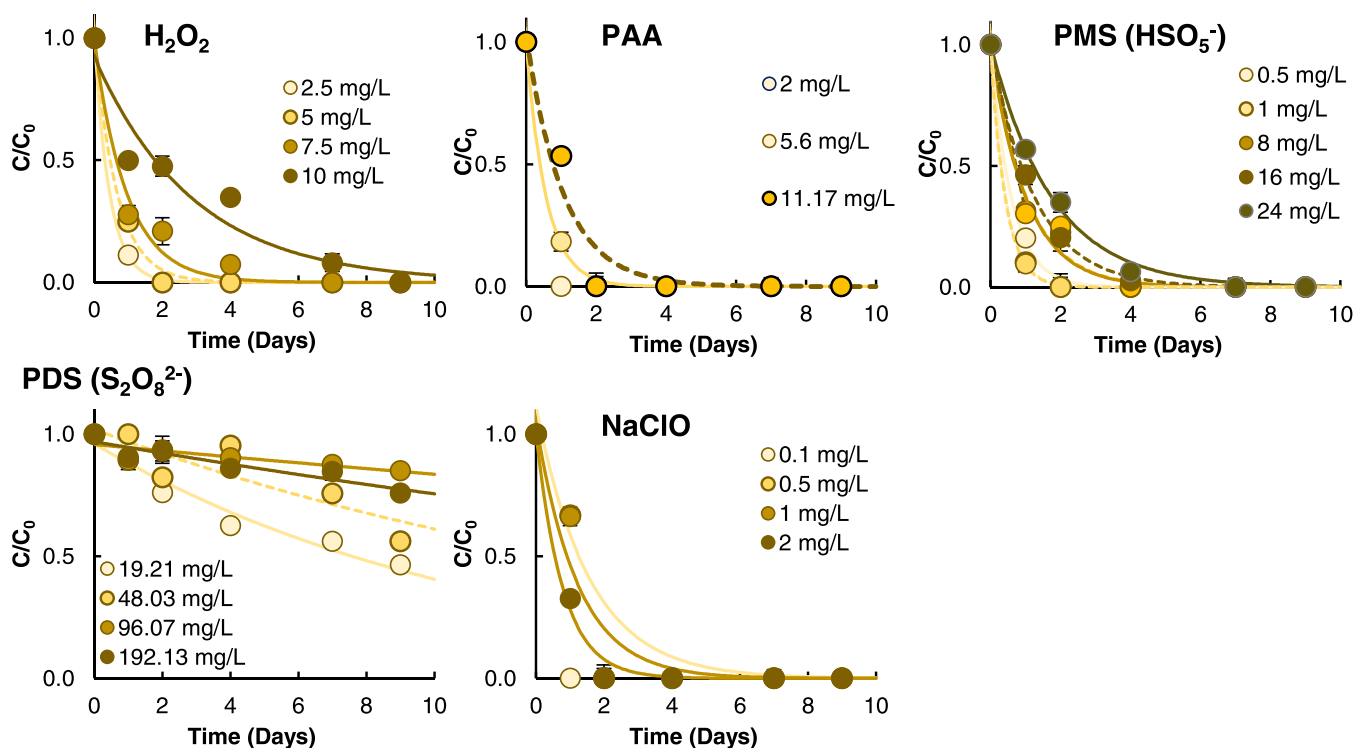 H₂O₂
1.0
0.5
0.0
C/C₀
2.5 mg/L
5 mg/L
7.5 mg/L
10 mg/L
0 2 4 6 8 10
Time (Days)
PAA
1.0
0.5
0.0
C/C₀
2 mg/L
5.6 mg/L
11.17 mg/L
0 2 4 6 8 10
Time (Days)
PMS (HSO₅⁻)
1.0
0.5
0.0
C/C₀
0.5 mg/L
1 mg/L
8 mg/L
16 mg/L
24 mg/L
0 2 4 6 8 10
Time (Days)
PDS (S₂O₈²⁻)
1.0
0.5
0.0
C/C₀
19.21 mg/L
48.03 mg/L
96.07 mg/L
192.13 mg/L
0 2 4 6 8 10
Time (Days)
NaClO
1.0
0.5
0.0
C/C₀
0.1 mg/L
0.5 mg/L
1 mg/L
2 mg/L
0 2 4 6 8 10
Time (Days)